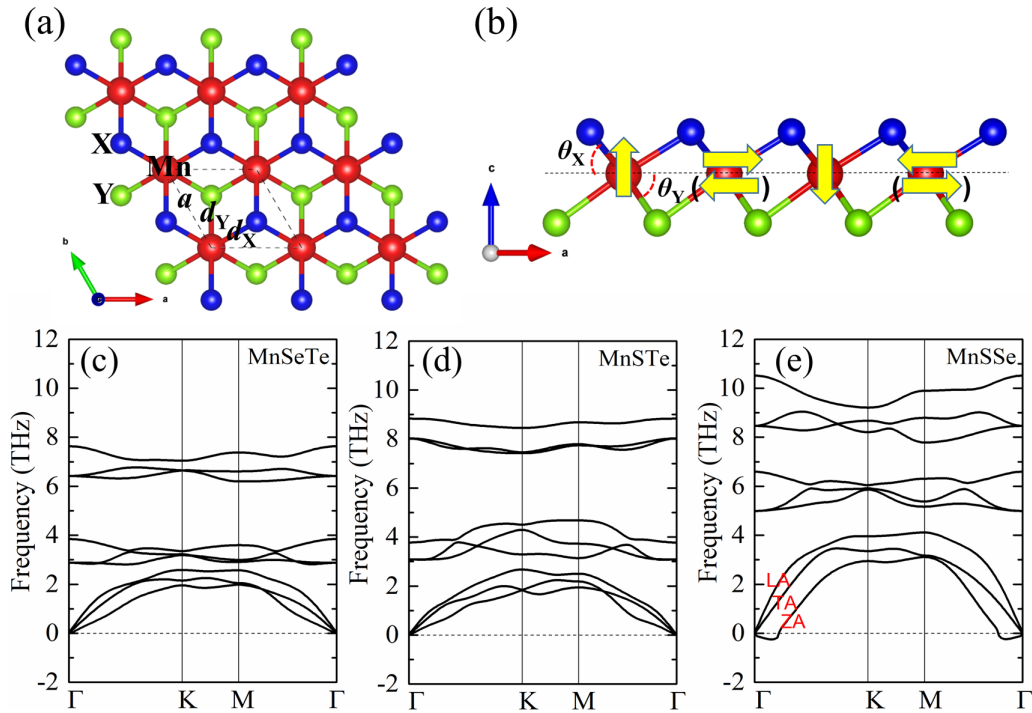 (a)
X
Mn
Y
a
dY
dX
b
c
a
(b)
θX
θY
( )
( )
c
a
(c)
MnSeTe
12
10
8
6
4
2
0
-2
Frequency (THz)
Γ K M Γ
(d)
MnSTe
12
10
8
6
4
2
0
-2
Frequency (THz)
Γ K M Γ
(e)
MnSSe
12
10
8
6
4
2
0
-2
Frequency (THz)
LA
TA
ZA
Γ K M Γ